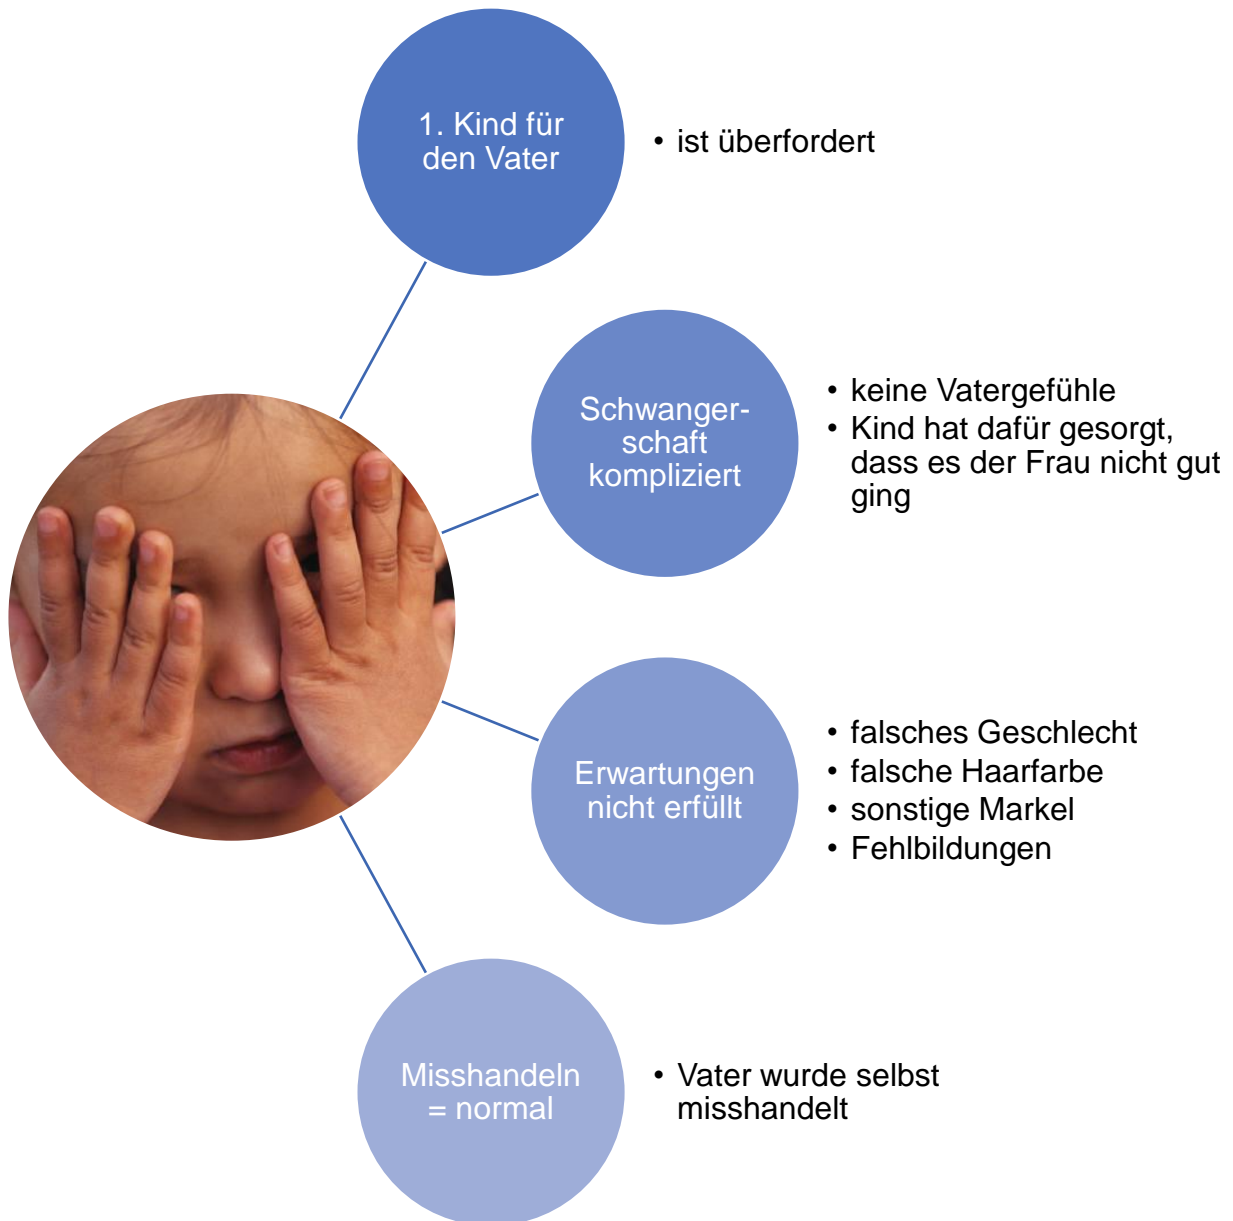 1. Kind für
den Vater
• ist überfordert
Schwanger-
schaft
kompliziert
• keine Vatergefühle
• Kind hat dafür gesorgt,
dass es der Frau nicht gut
ging
Erwartungen
nicht erfüllt
• falsches Geschlecht
• falsche Haarfarbe
• sonstige Markel
• Fehlbildungen
Misshandeln
= normal
• Vater wurde selbst
misshandelt